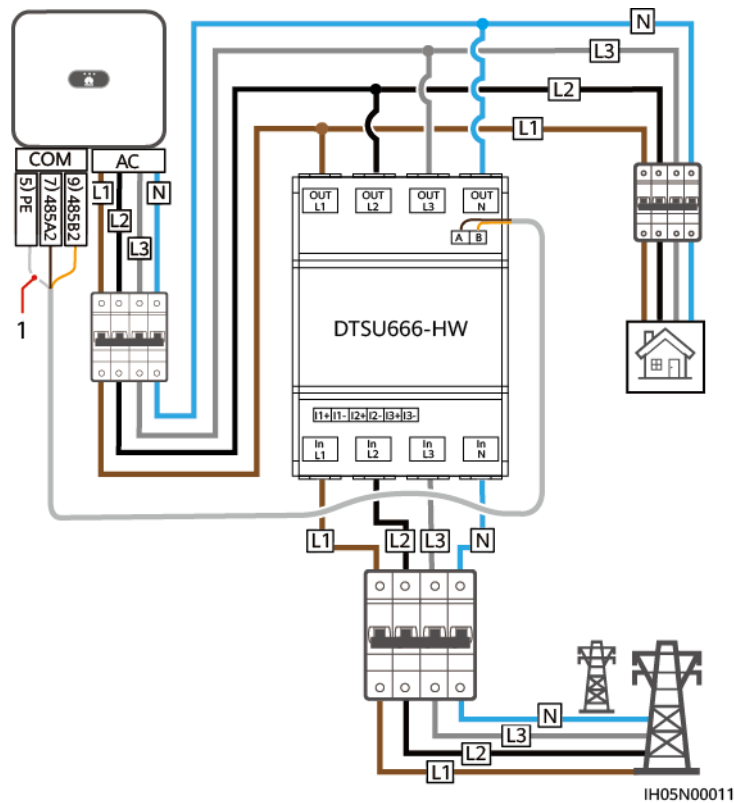 N
L3
L2
L1
COM
AC
5) PE
7) 485A2
9) 485B2
L1
L2
L3
N
1
OUT L1
OUT L2
OUT L3
OUT N
A B
DTSU666-HW
I1+ I1- I2+ I2- I3+ I3-
In L1
In L2
In L3
In N
L1
L2
L3
N
N
L3
L2
L1
IH05N00011